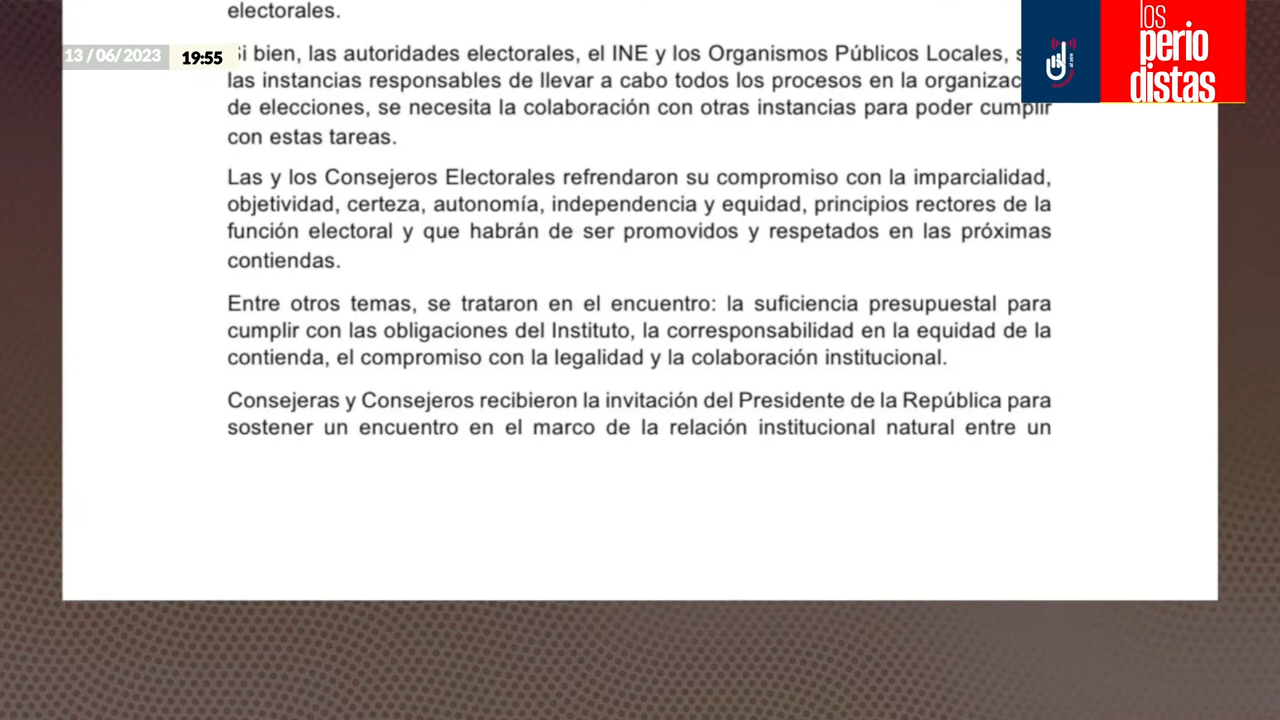 electorales.
13/06/2023
19:55
los
perio
distas
Si bien, las autoridades electorales, el INE y los Organismos Públicos Locales,
las instancias responsables de llevar a cabo todos los procesos en la
de elecciones, se necesita la colaboración con otras instancias para poder cumplir
con estas tareas.
Las y los Consejeros Electorales refrendaron su compromiso con la imparcialidad,
objetividad, certeza, autonomía, independencia y equidad, principios rectores de la
función electoral y que habrán de ser promovidos y respetados en las próximas
contiendas.
Entre otros temas, se trataron en el encuentro: la suficiencia presupuestal para
cumplir con las obligaciones del Instituto, la corresponsabilidad en la equidad de la
contienda, el compromiso con la legalidad y la colaboración institucional.
Consejeras y Consejeros recibieron la invitación del Presidente de la República para
sostener un encuentro en el marco de la relación institucional natural entre un